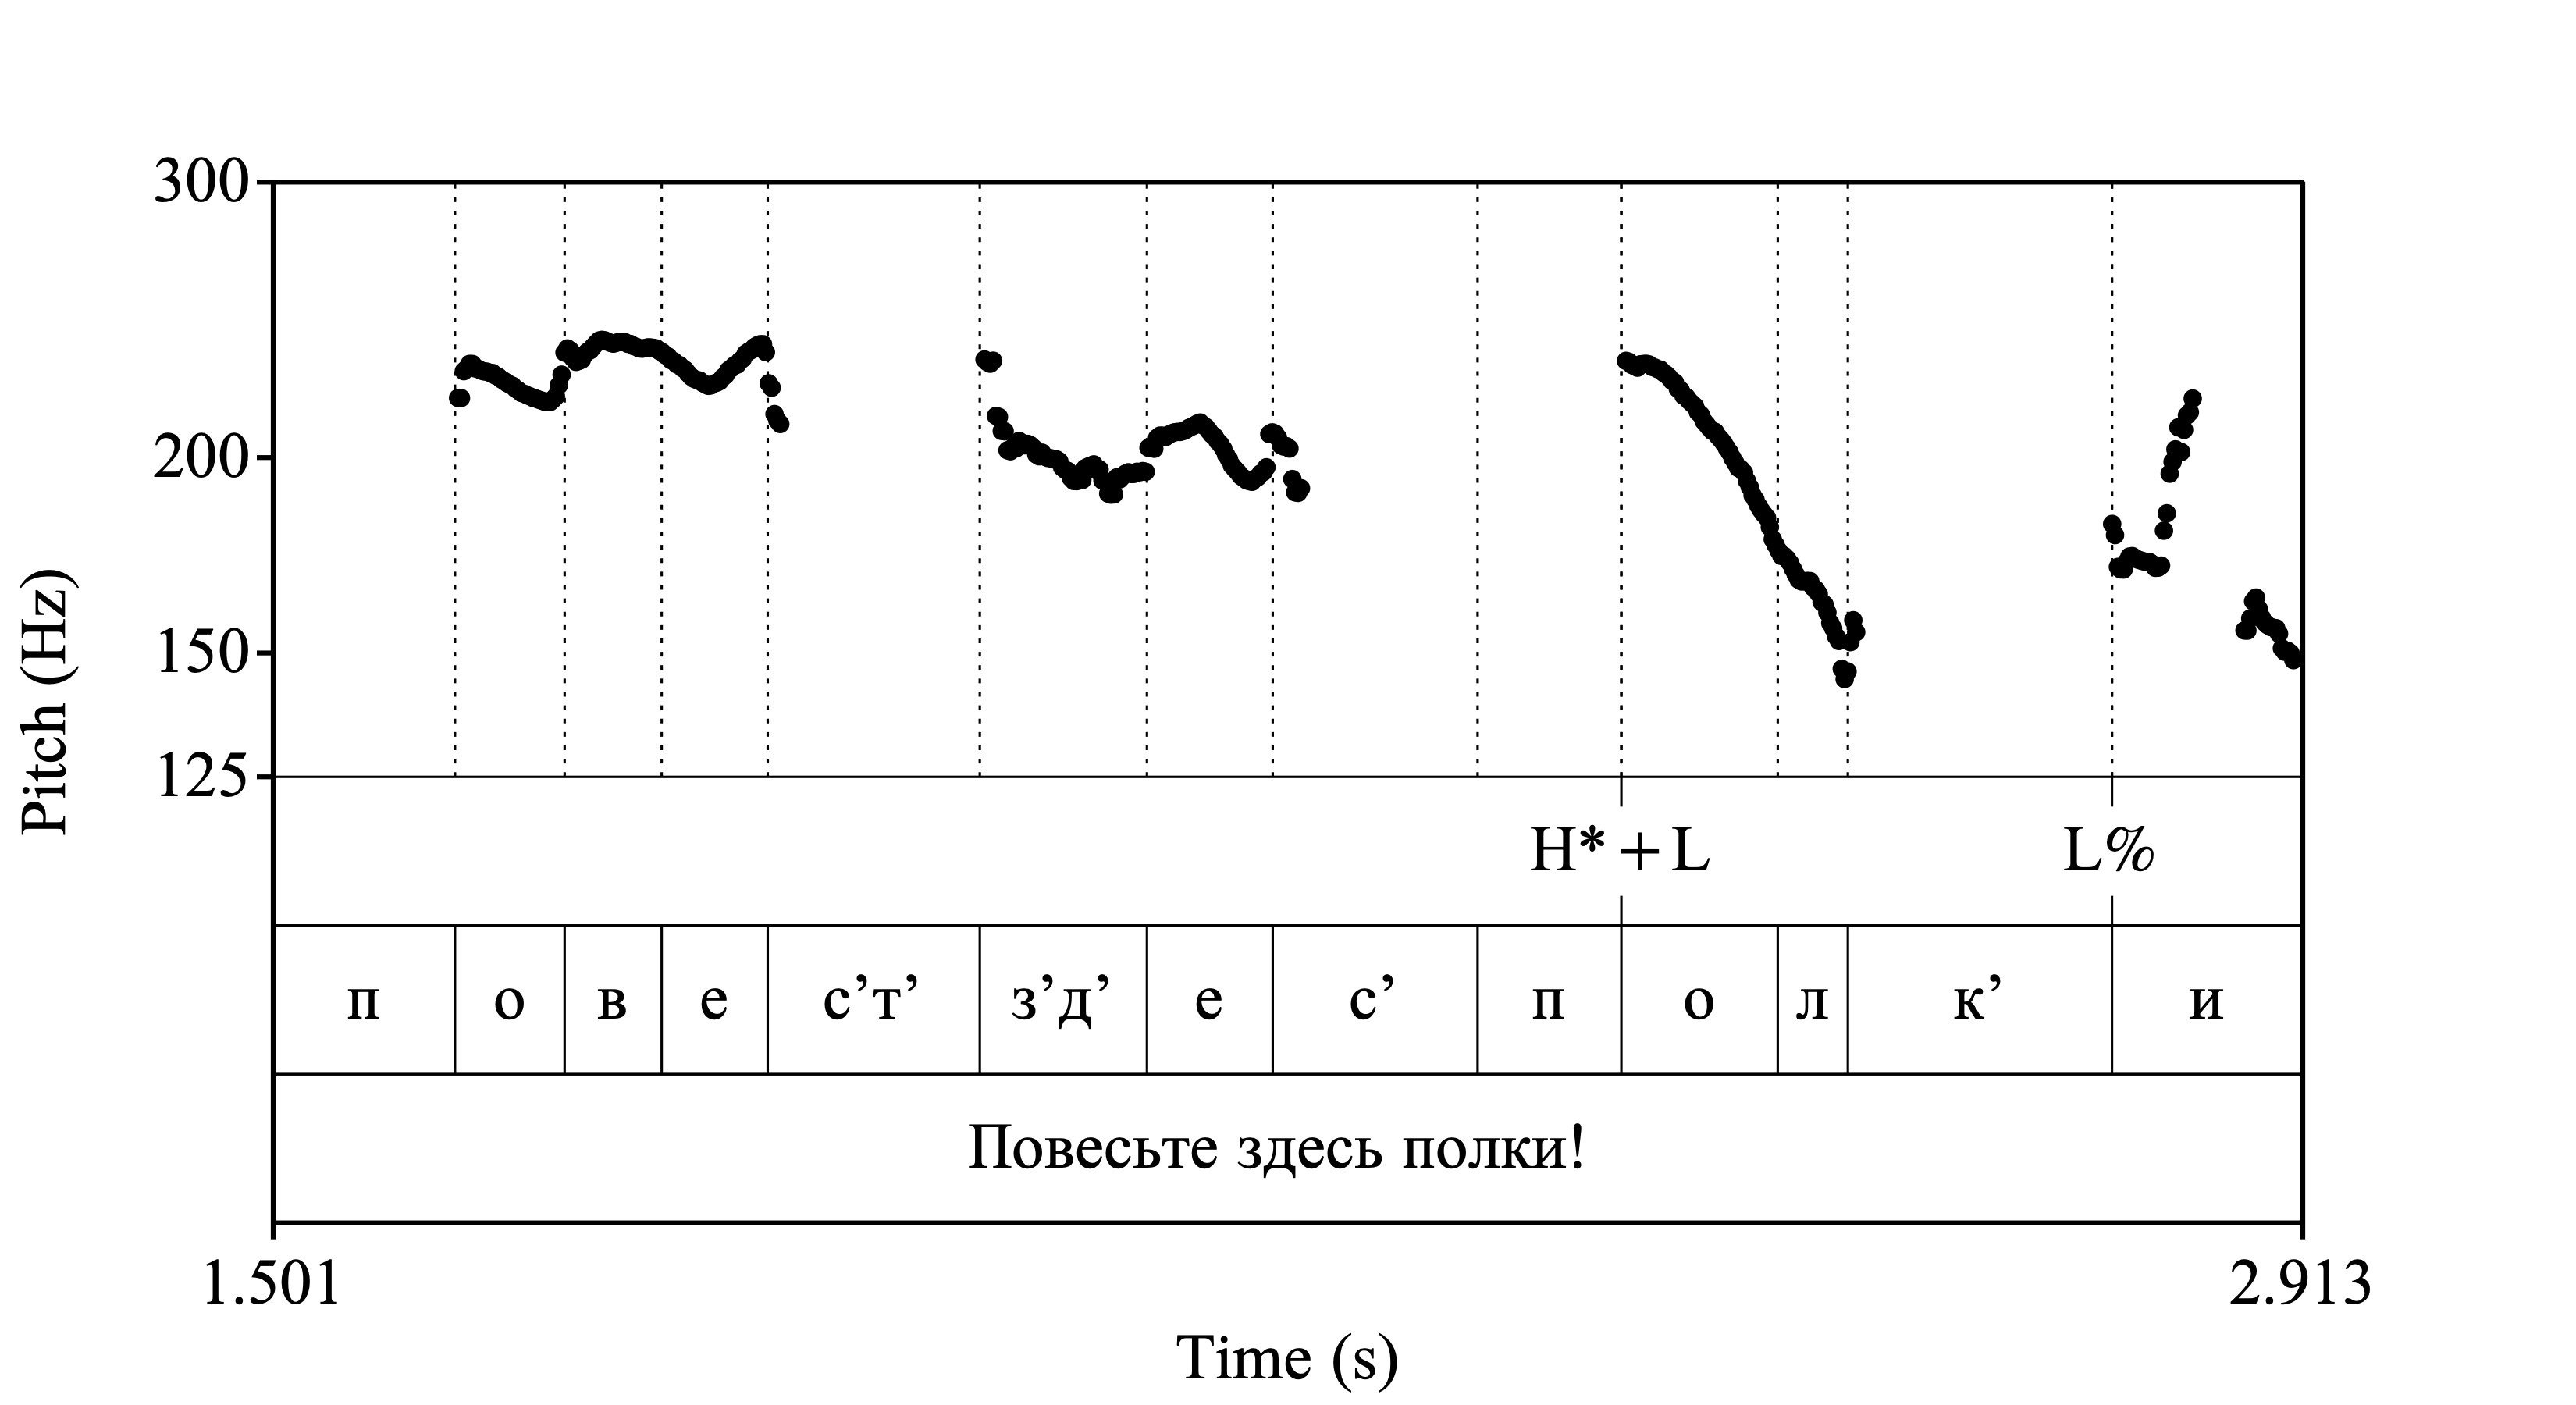 300
200
150
125
Pitch (Hz)
H* + L L%
п о в е с’т’ з’д’ е с’ п о л к’ и
Повесьте здесь полки!
1.501 2.913
Time (s)